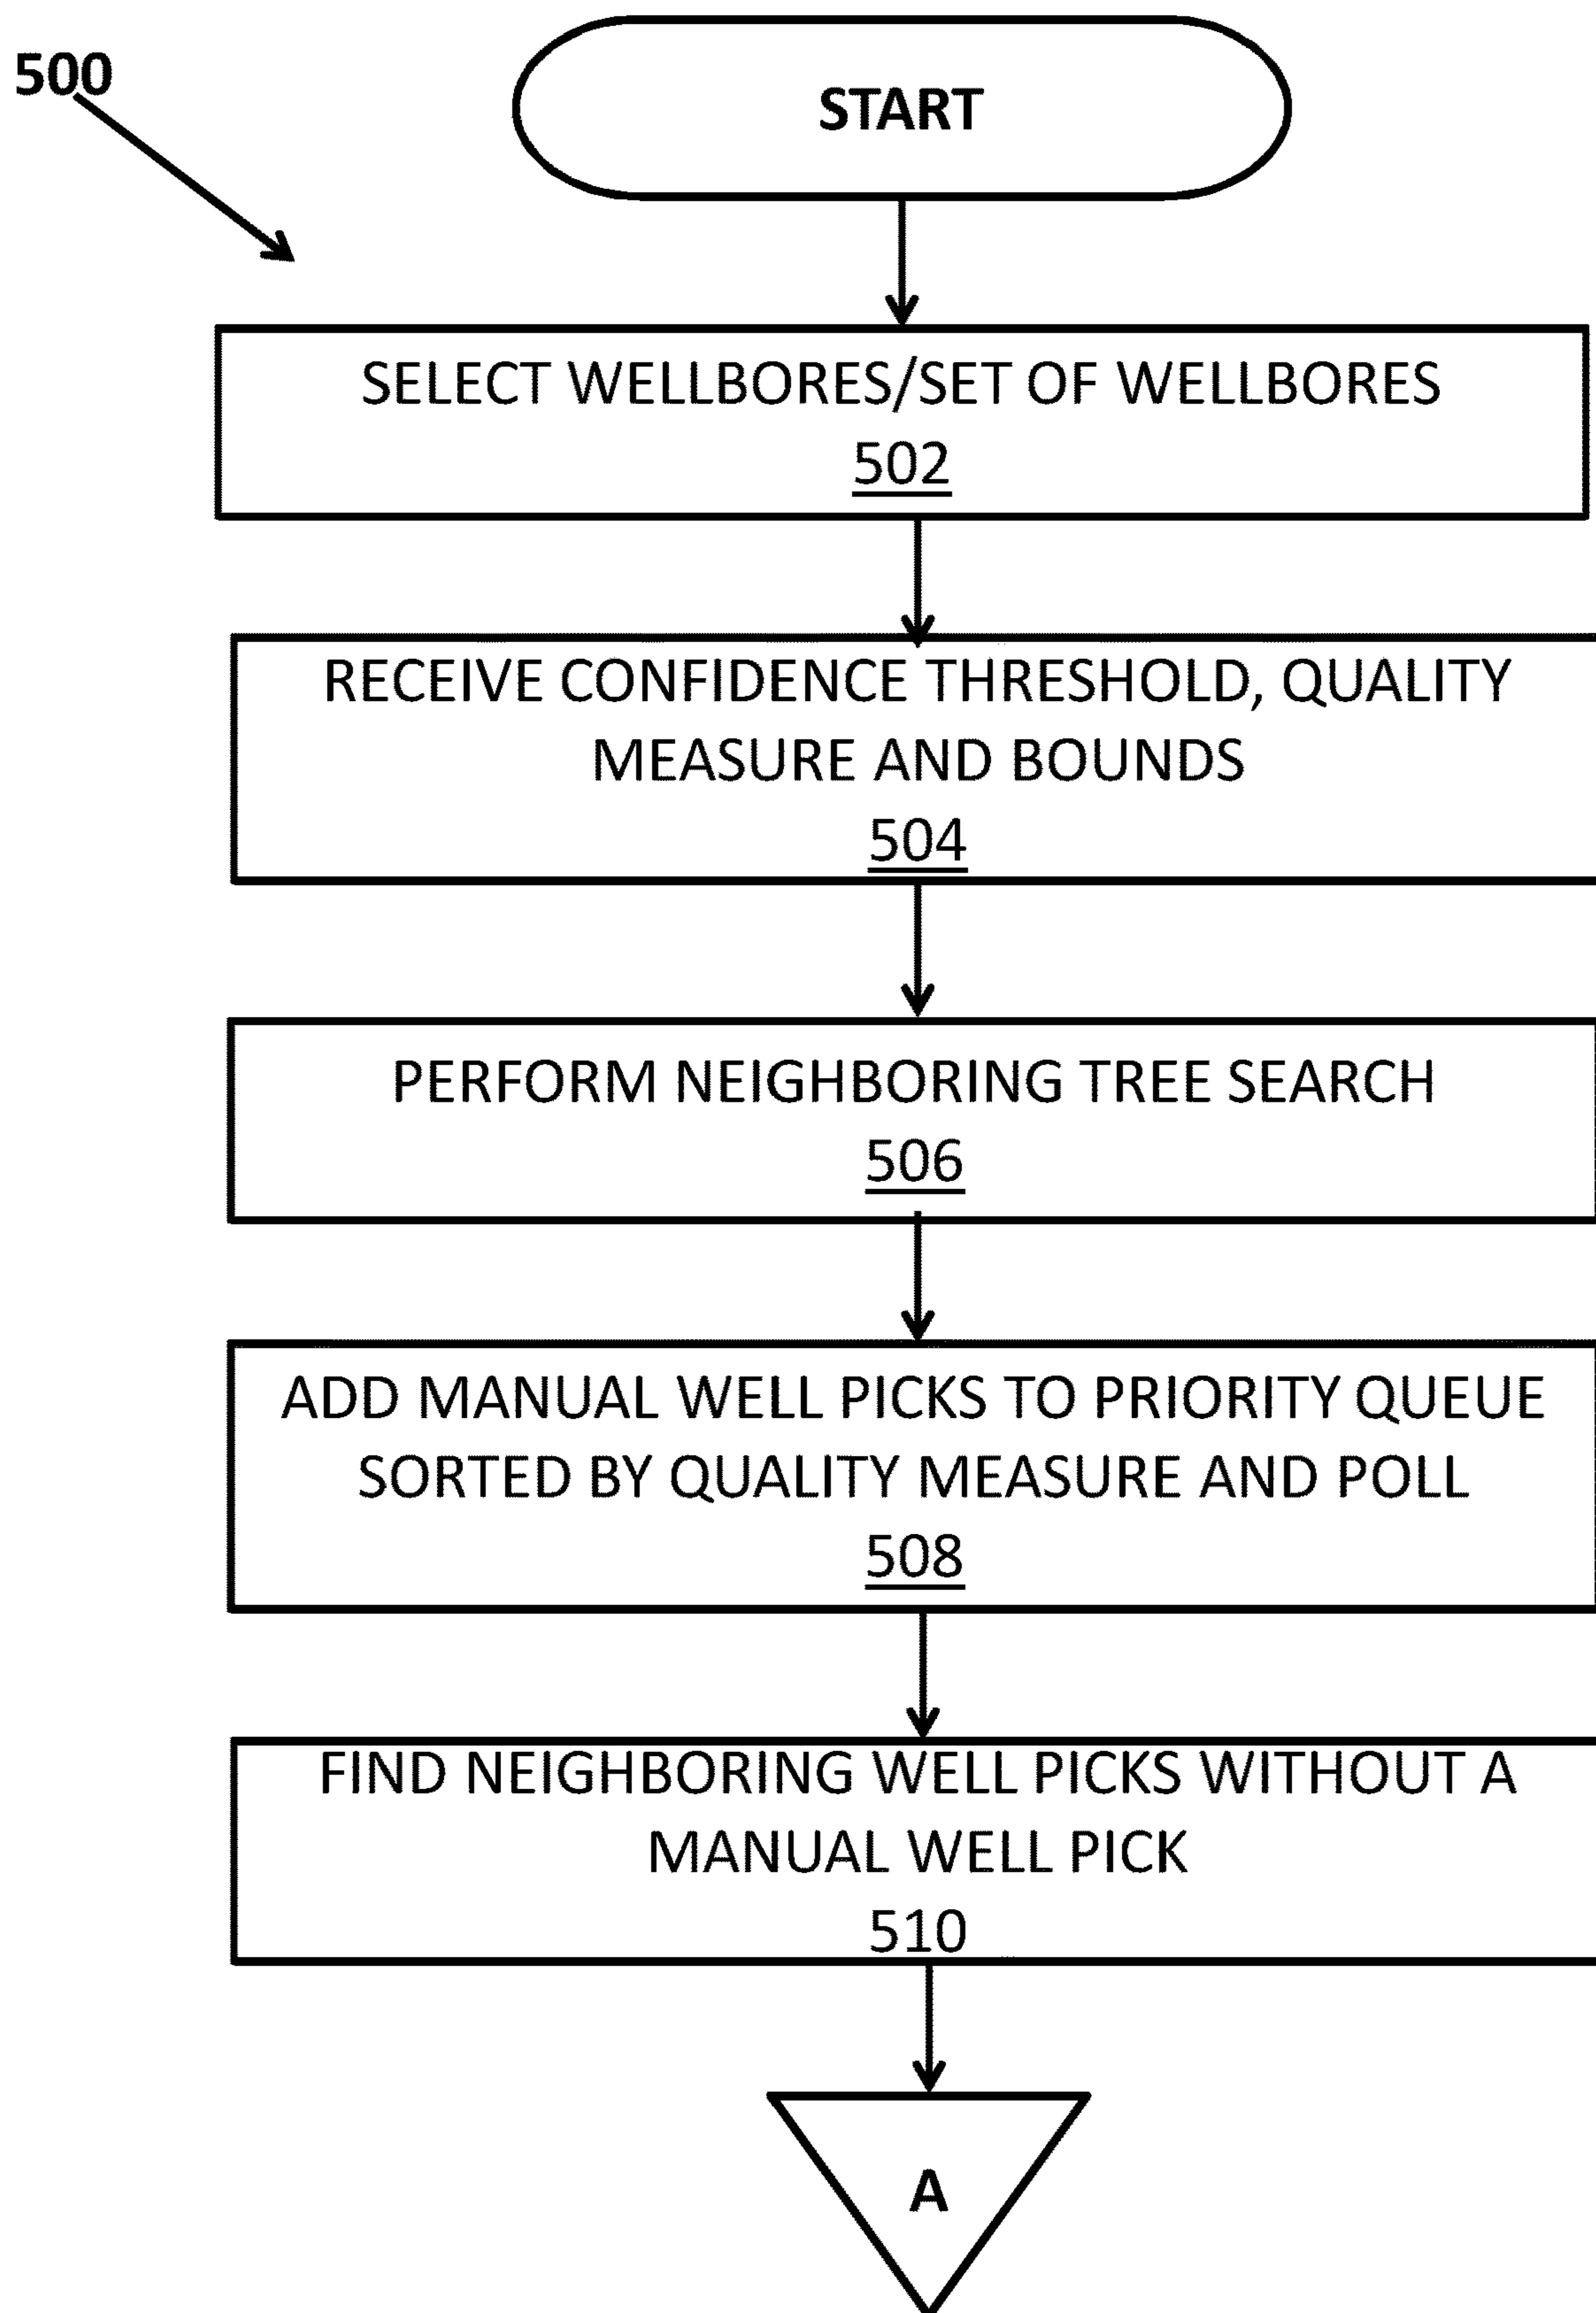 500
START
SELECT WELLBORES/SET OF WELLBORES
502
RECEIVE CONFIDENCE THRESHOLD, QUALITY
MEASURE AND BOUNDS
504
PERFORM NEIGHBORING TREE SEARCH
506
ADD MANUAL WELL PICKS TO PRIORITY QUEUE
SORTED BY QUALITY MEASURE AND POLL
508
FIND NEIGHBORING WELL PICKS WITHOUT A
MANUAL WELL PICK
510
A